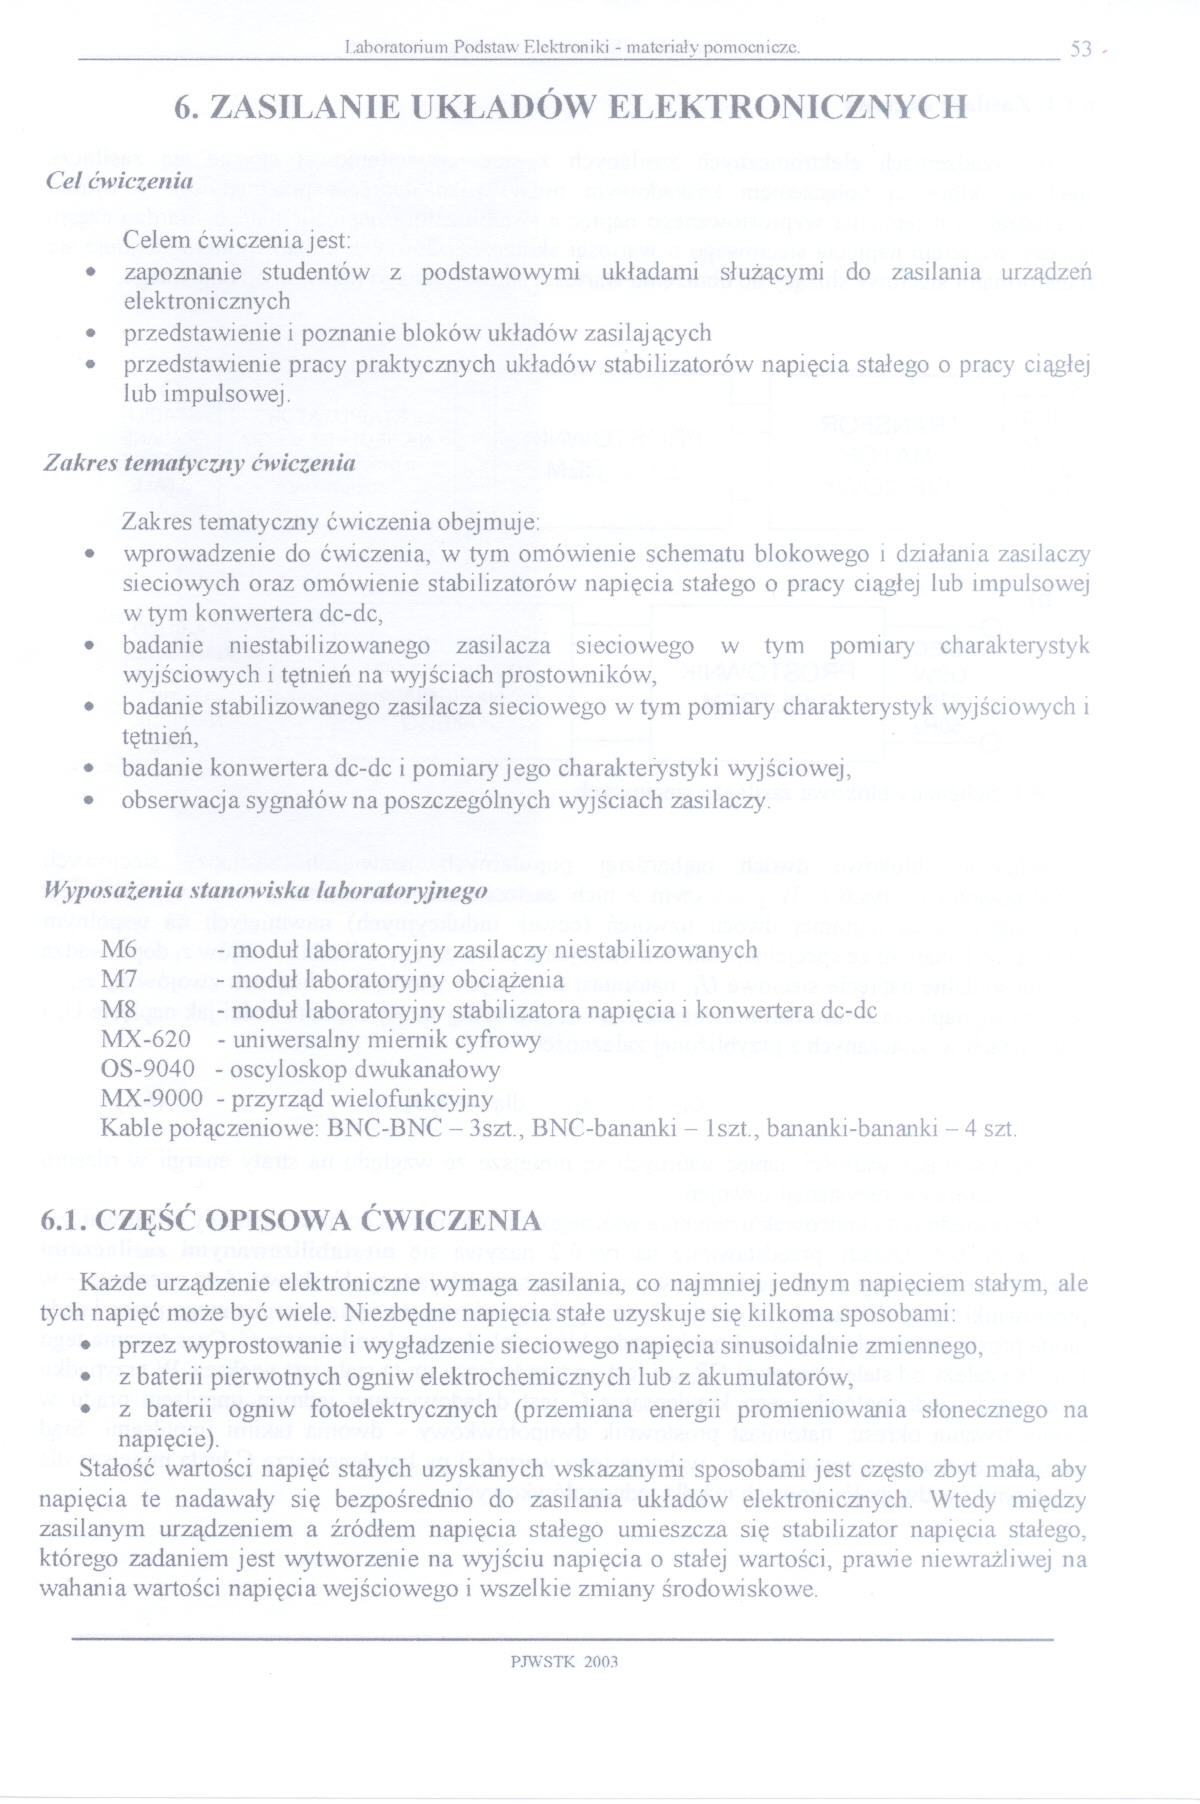 Laboratorium Podstaw Elektroniki - materiały pomocnicze. 53
6. ZASILANIE UKŁADÓW ELEKTRONICZNYCH
Cel ćwiczenia
Celem ćwiczenia jest:
• zapoznanie studentów z podstawowymi układami służącymi do zasilania urządzeń
elektronicznych
• przedstawienie i poznanie bloków układów zasilających
• przedstawienie pracy praktycznych układów stabilizatorów napięcia stałego o pracy ciągłej
lub impulsowej.
Zakres tematyczny ćwiczenia
Zakres tematyczny ćwiczenia obejmuje:
• wprowadzenie do ćwiczenia, w tym omówienie schematu blokowego i działania zasilaczy
sieciowych oraz omówienie stabilizatorów napięcia stałego o pracy ciągłej lub impulsowej
w tym konwertera dc-dc,
• badanie niestabilizowanego zasilacza sieciowego w tym pomiary charakterystyk
wyjściowych i tętnień na wyjściach prostowników,
• badanie stabilizowanego zasilacza sieciowego w tym pomiary charakterystyk wyjściowych i
tętnień,
• badanie konwertera dc-dc i pomiary jego charakterystyki wyjściowej,
• obserwacja sygnałów na poszczególnych wyjściach zasilaczy.
Wyposażenia stanowiska laboratoryjnego
M6 - moduł laboratoryjny zasilaczy niestabilizowanych
M7 - moduł laboratoryjny obciążenia
M8 - moduł laboratoryjny stabilizatora napięcia i konwertera dc-dc
MX-620 - uniwersalny miernik cyfrowy
OS-9040 - oscyloskop dwukanałowy
MX-9000 - przyrząd wielofunkcyjny
Kable połączeniowe: BNC-BNC – 3szt., BNC-bananki – 1szt., bananki-bananki – 4 szt.
6.1. CZĘŚĆ OPISOWA ĆWICZENIA
Każde urządzenie elektroniczne wymaga zasilania, co najmniej jednym napięciem stałym, ale
tych napięć może być wiele. Niezbędne napięcia stałe uzyskuje się kilkoma sposobami:
• przez wyprostowanie i wygładzenie sieciowego napięcia sinusoidalnie zmiennego,
• z baterii pierwotnych ogniw elektrochemicznych lub z akumulatorów,
• z baterii ogniw fotoelektrycznych (przemiana energii promieniowania słonecznego na
napięcie).
Stałość wartości napięć stałych uzyskanych wskazanymi sposobami jest często zbyt mała, aby
napięcia te nadawały się bezpośrednio do zasilania układów elektronicznych. Wtedy między
zasilanym urządzeniem a źródłem napięcia stałego umieszcza się stabilizator napięcia stałego,
którego zadaniem jest wytworzenie na wyjściu napięcia o stałej wartości, prawie niewrażliwej na
wahania wartości napięcia wejściowego i wszelkie zmiany środowiskowe.
PJWSTK 2003